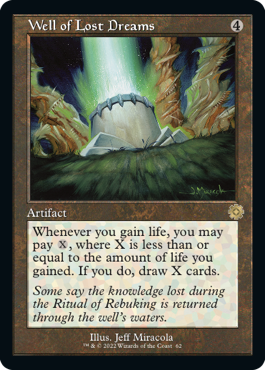 Well of Lost Dreams 4
J. Miracola
Artifact
Whenever you gain life, you may
pay X, where X is less than or
equal to the amount of life you
gained. If you do, draw X cards.
Some say the knowledge lost during
the Ritual of Rebuking is returned
through the well's waters.
Illus. Jeff Miracola
™ & © 2022 Wizards of the Coast 62